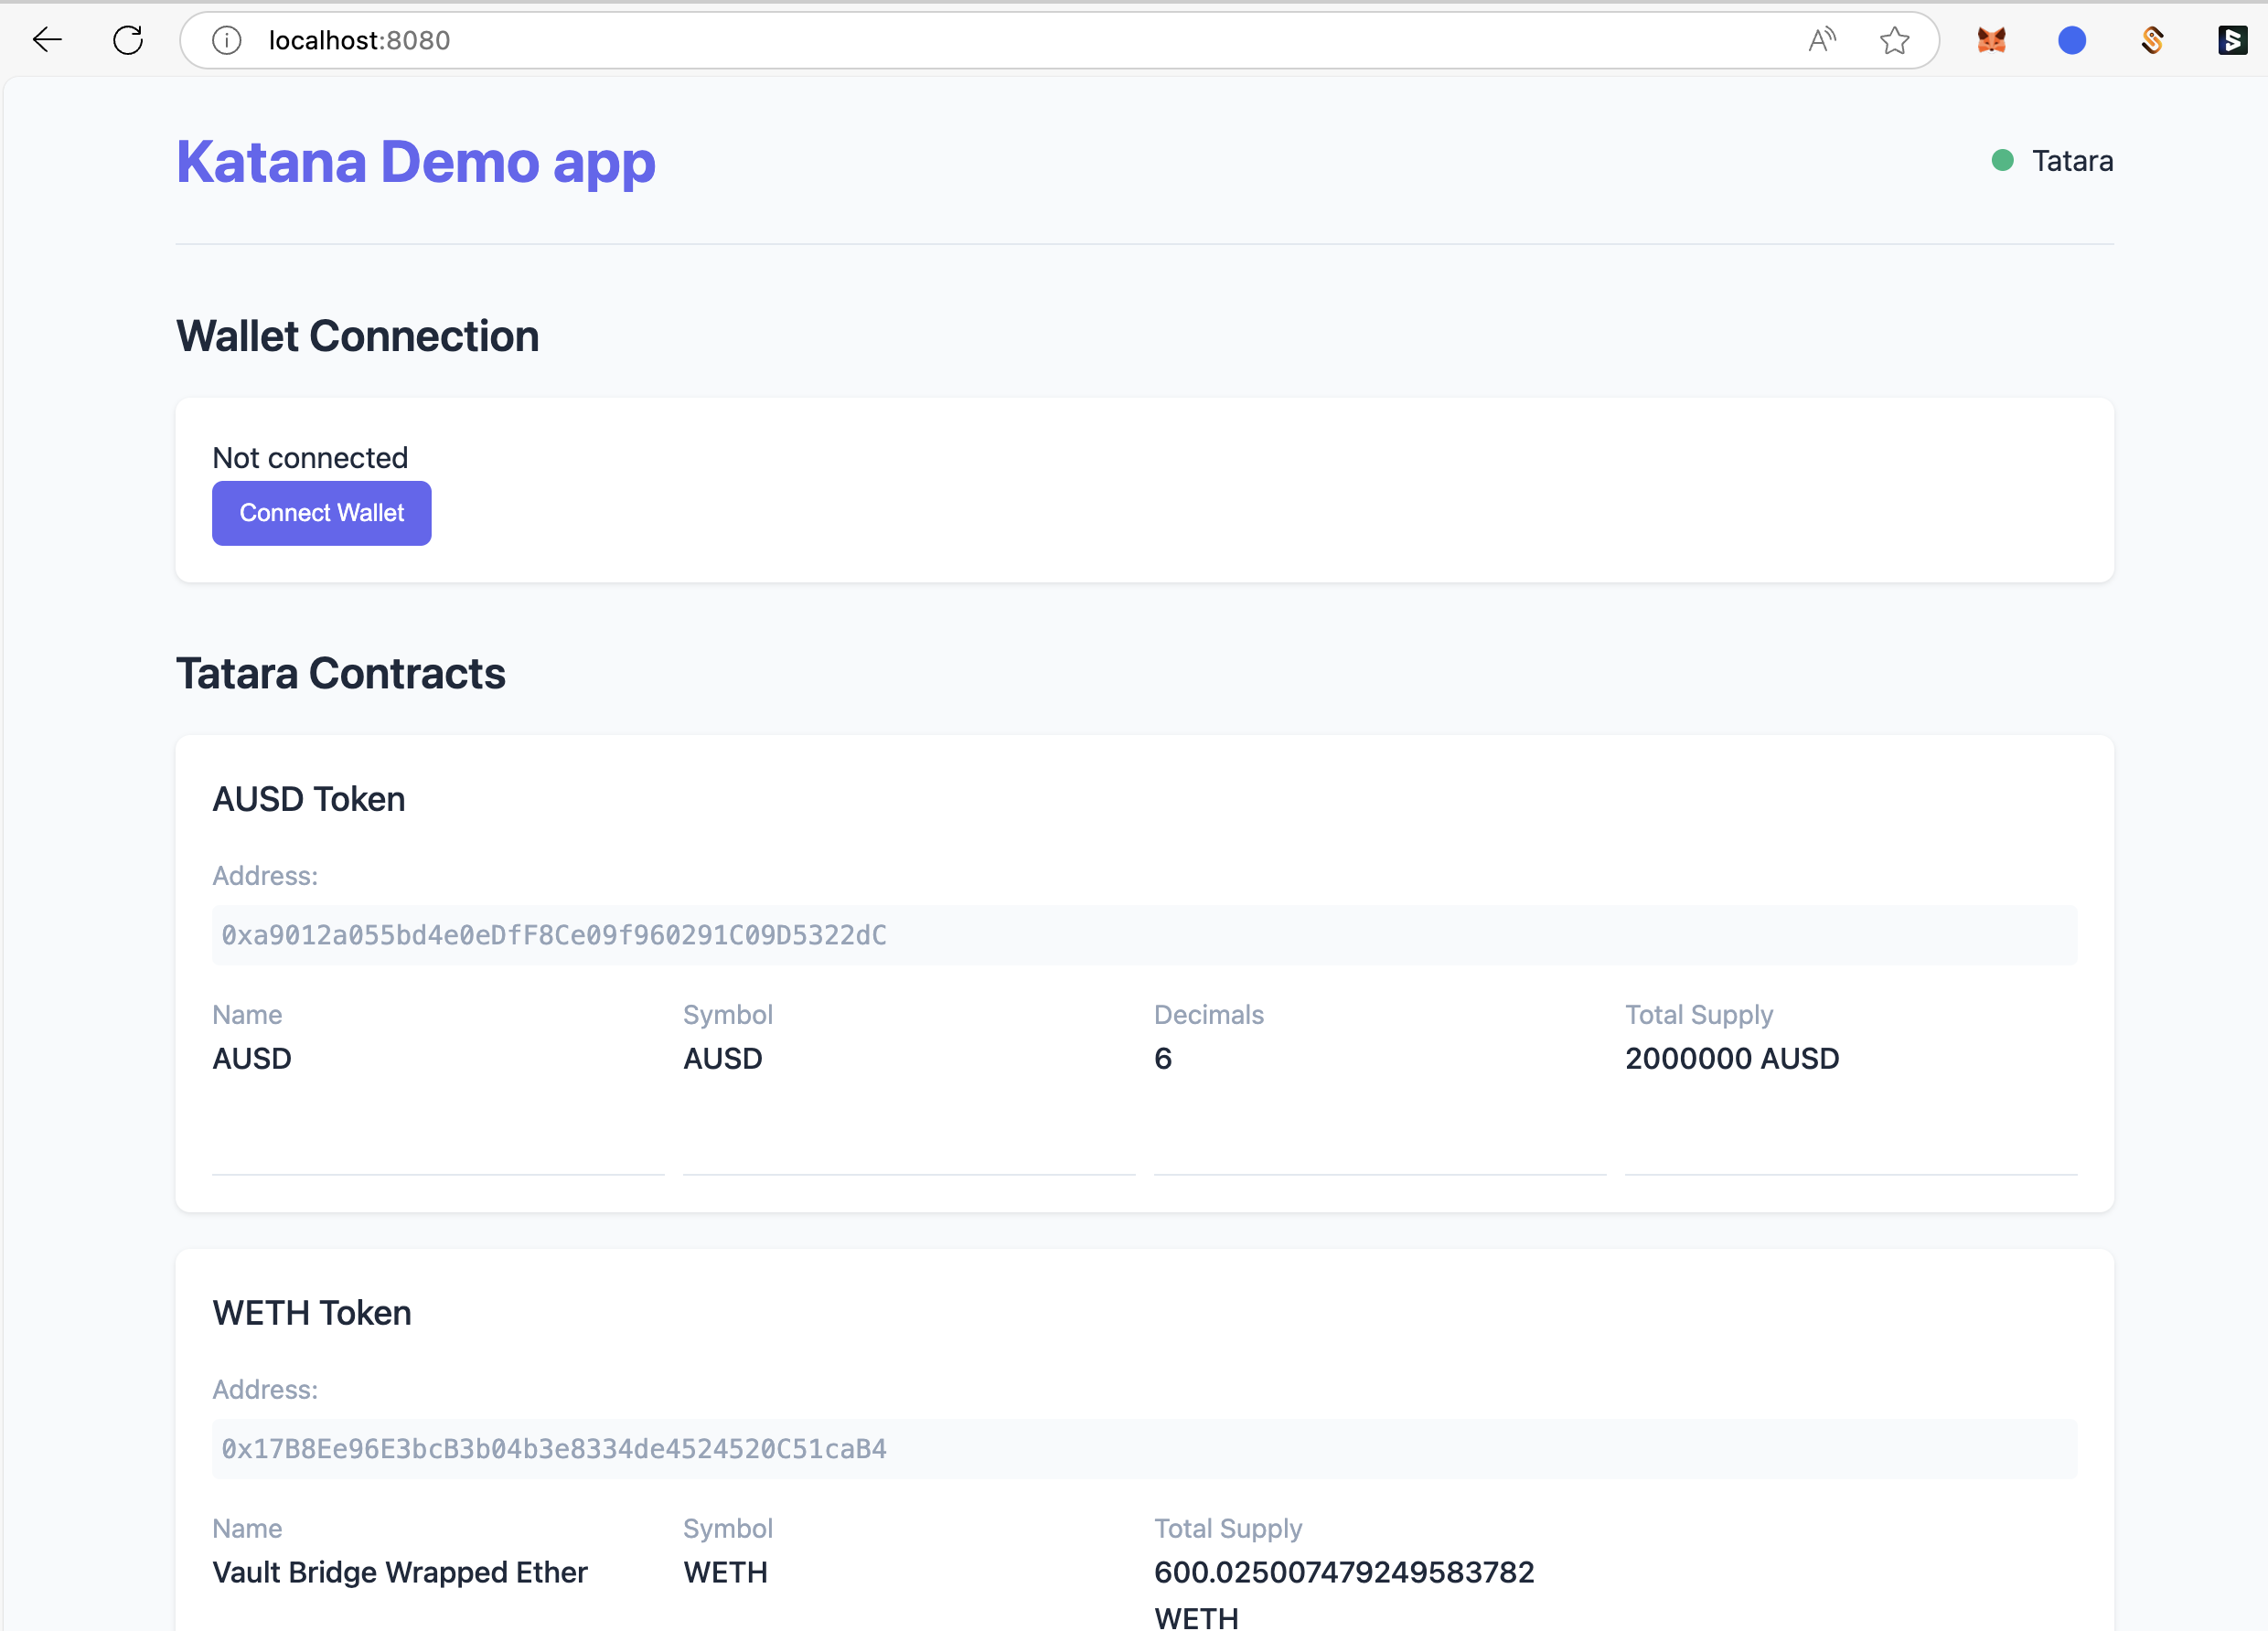 localhost:8080
Katana Demo app
Tatara
Wallet Connection
Not connected
Connect Wallet
Tatara Contracts
AUSD Token
Address:
0xa9012a055bd4e0eDfF8Ce09f960291C09D5322dC
Name Symbol Decimals Total Supply
AUSD AUSD 6 2000000 AUSD
WETH Token
Address:
0x17B8Ee96E3bcB3b04b3e8334de4524520C51caB4
Name Symbol Total Supply
Vault Bridge Wrapped Ether WETH 600.025007479249583782
WETH